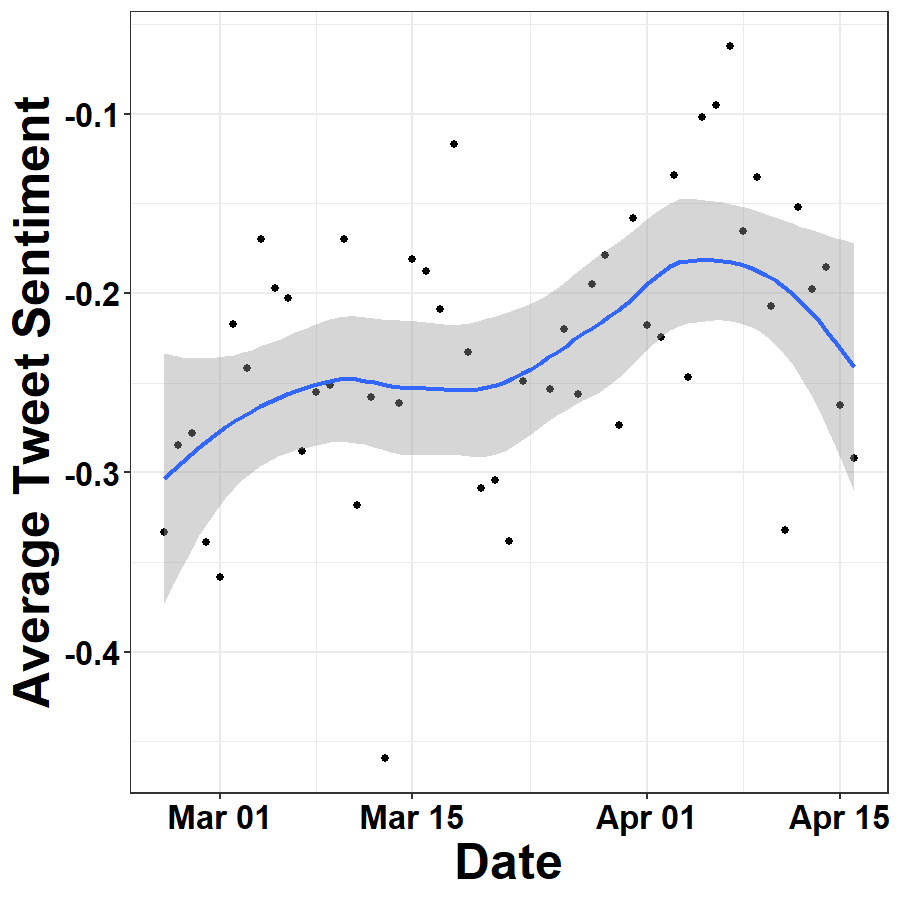 Average Tweet Sentiment
-0.1
-0.2
-0.3
-0.4
Mar 01
Mar 15
Apr 01
Apr 15
Date